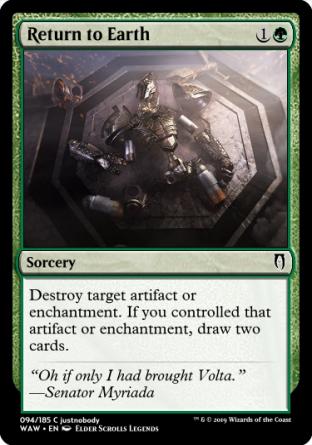 Return to Earth 1
Sorcery
Destroy target artifact or
enchantment. If you controlled that
artifact or enchantment, draw two
cards.
“Oh if only I had brought Volta.”
—Senator Myriada
094/185 C justnobody
WAW • EN ELDER SCROLLS LEGENDS
™ & © 2019 Wizards of the Coast